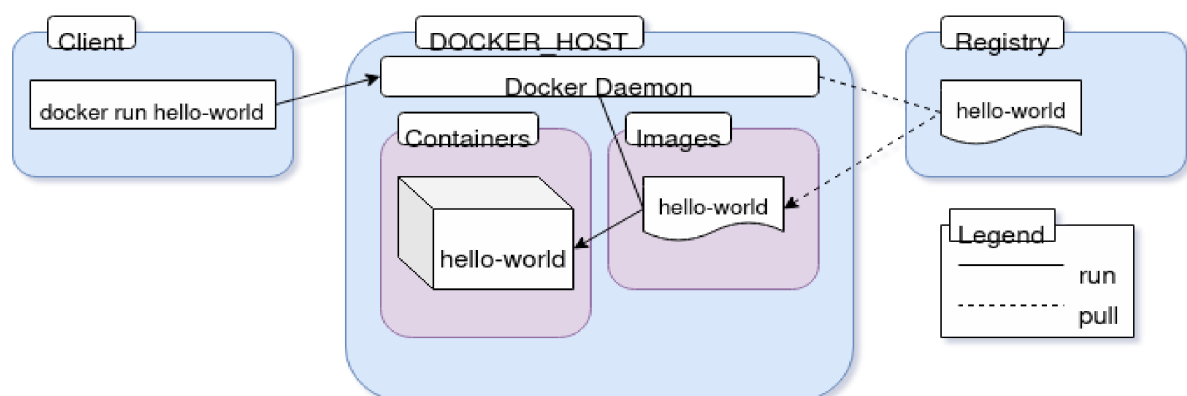 Client
docker run hello-world
DOCKER_HOST
Docker Daemon
Containers
hello-world
Images
hello-world
Registry
hello-world
Legend
run
pull